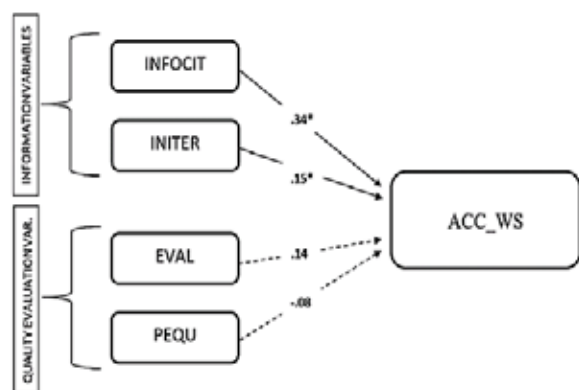 INFORMATION VARIABLES
INFOCIT
.34*
INITER
.15*
ACC_WS
QUALITY EVALUATION VAR.
EVAL
.14
PEQU
-.08